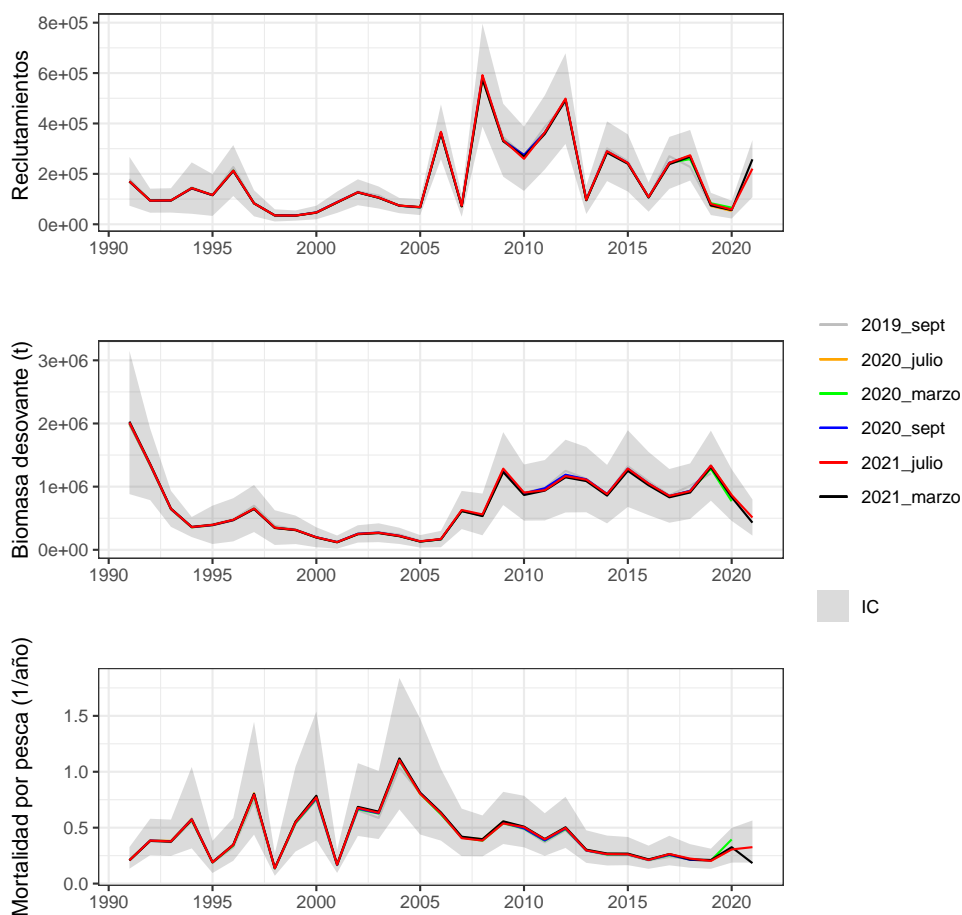 Reclutamientos
8e+05
6e+05
4e+05
2e+05
0e+00
1990 1995 2000 2005 2010 2015 2020
Biomasa desovante (t)
3e+06
2e+06
1e+06
0e+00
1990 1995 2000 2005 2010 2015 2020
Mortalidad por pesca (1/año)
1.5
1.0
0.5
0.0
1990 1995 2000 2005 2010 2015 2020
2019_sept
2020_julio
2020_marzo
2020_sept
2021_julio
2021_marzo
IC